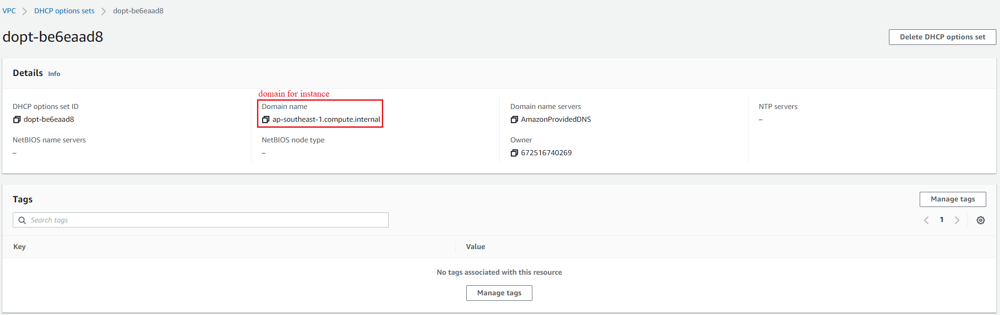 VPC > DHCP options sets > dopt-be6eaad8
dopt-be6eaad8
Delete DHCP options set
Details Info
domain for instance
DHCP options set ID
dopt-be6eaad8
Domain name
ap-southeast-1.compute.internal
Domain name servers
AmazonProvidedDNS
NTP servers
–
NetBIOS name servers
–
NetBIOS node type
–
Owner
672516740269
Tags
Manage tags
Search tags
1
Key
Value
No tags associated with this resource
Manage tags